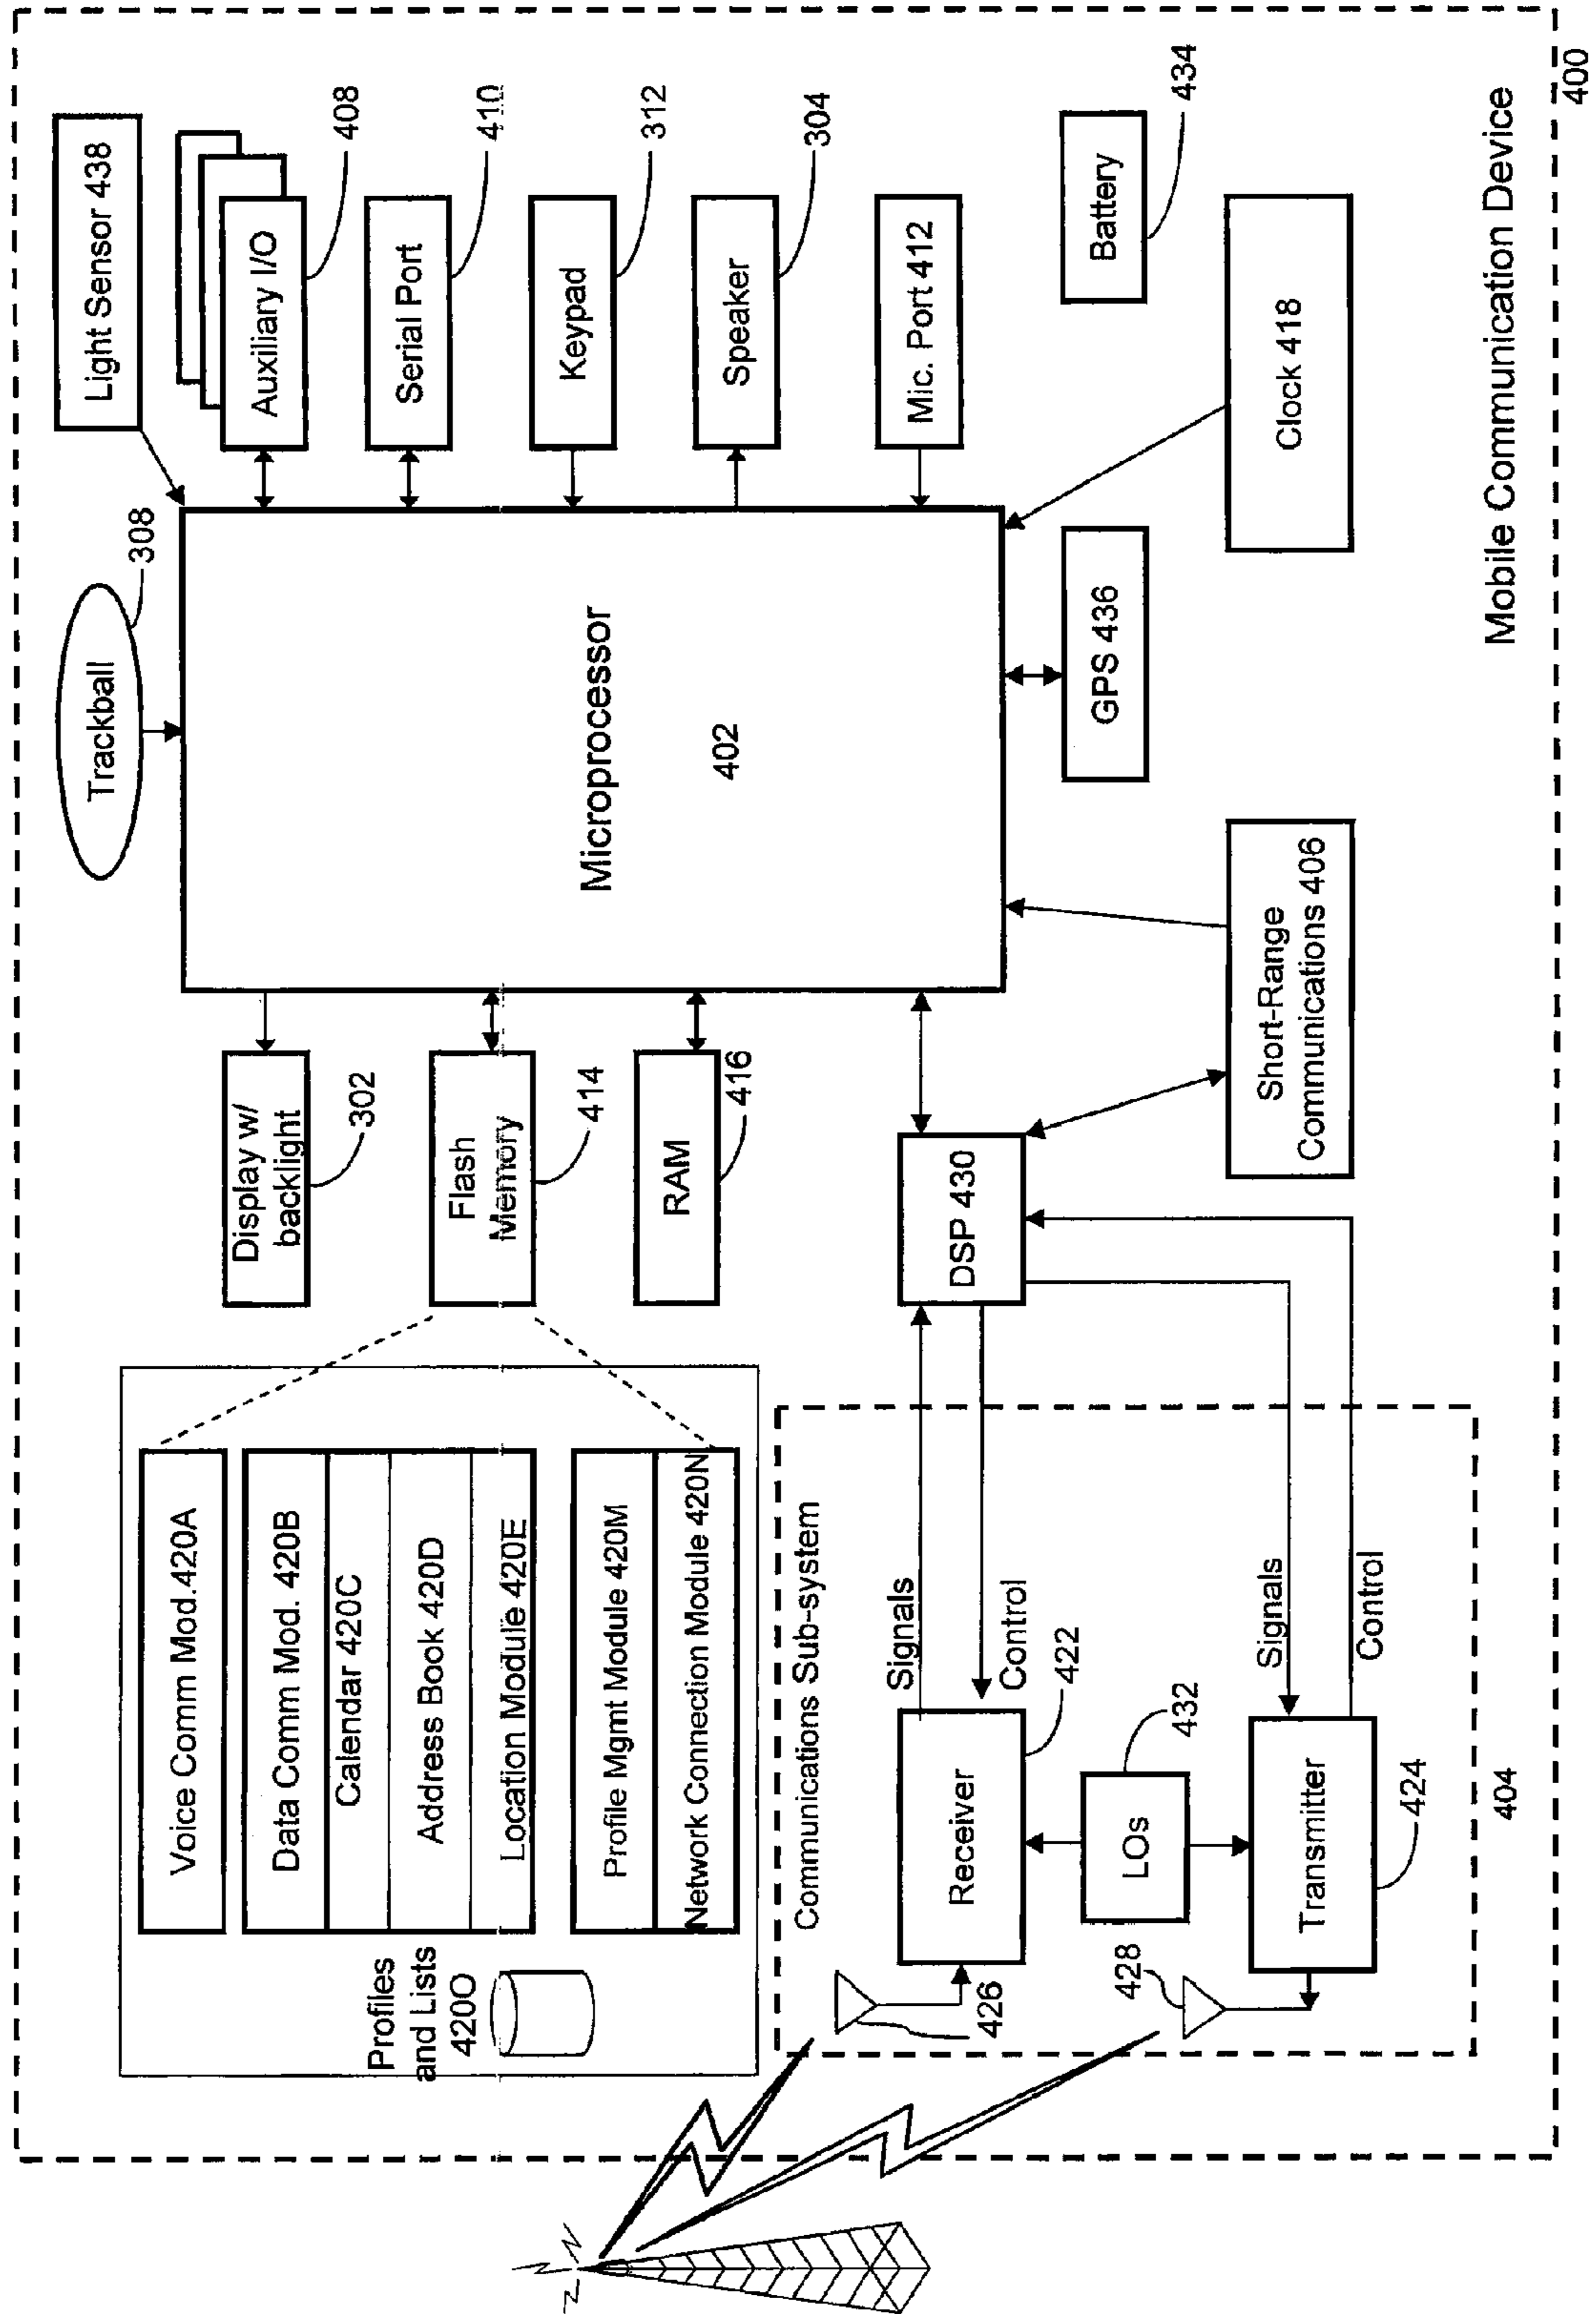 Trackball
308
Light Sensor 438
Auxiliary I/O
408
Serial Port
410
Keypad
312
Speaker
304
Mic. Port 412
Battery
434
Clock 418
GPS 436
Microprocessor
402
Display w/
backlight
302
Flash
Memory
414
RAM
416
DSP 430
Short-Range
Communications 406
Voice Comm Mod.420A
Data Comm Mod. 420B
Calendar 420C
Address Book 420D
Location Module 420E
Profile Mgmt Module 420M
Network Connection Module 420N
Profiles
and Lists
420O
Communications Sub-system
Signals
Control
Receiver
422
426
LOs
432
428
Signals
Control
Transmitter
424
404
Mobile Communication Device
400